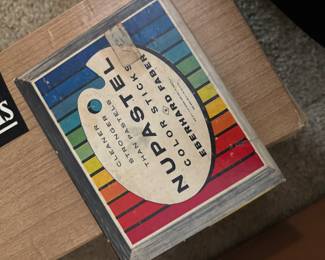 NUPASTEL
COLOR STICKS
EBERHARD FABER
CLEANER
STRONGER
THAN PASTELS